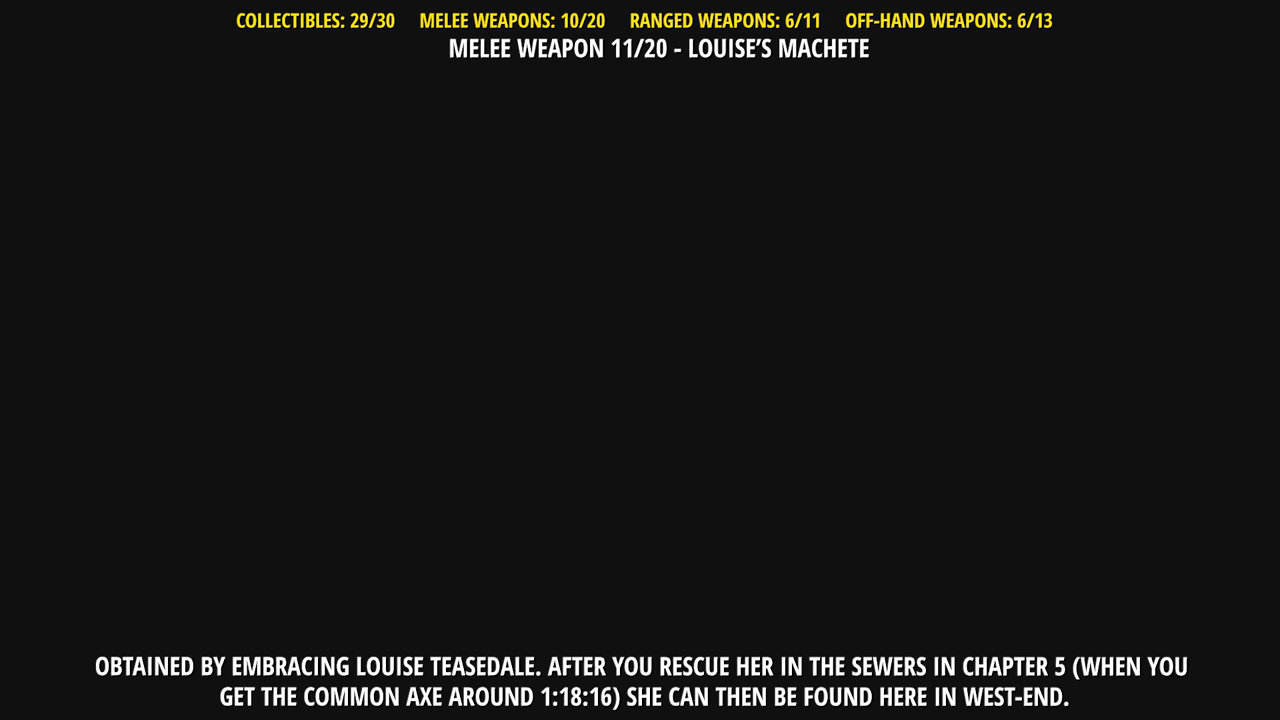 COLLECTIBLES: 29/30 MELEE WEAPONS: 10/20 RANGED WEAPONS: 6/11 OFF-HAND WEAPONS: 6/13
MELEE WEAPON 11/20 - LOUISE’S MACHETE
OBTAINED BY EMBRACING LOUISE TEASEDALE. AFTER YOU RESCUE HER IN THE SEWERS IN CHAPTER 5 (WHEN YOU
GET THE COMMON AXE AROUND 1:18:16) SHE CAN THEN BE FOUND HERE IN WEST-END.